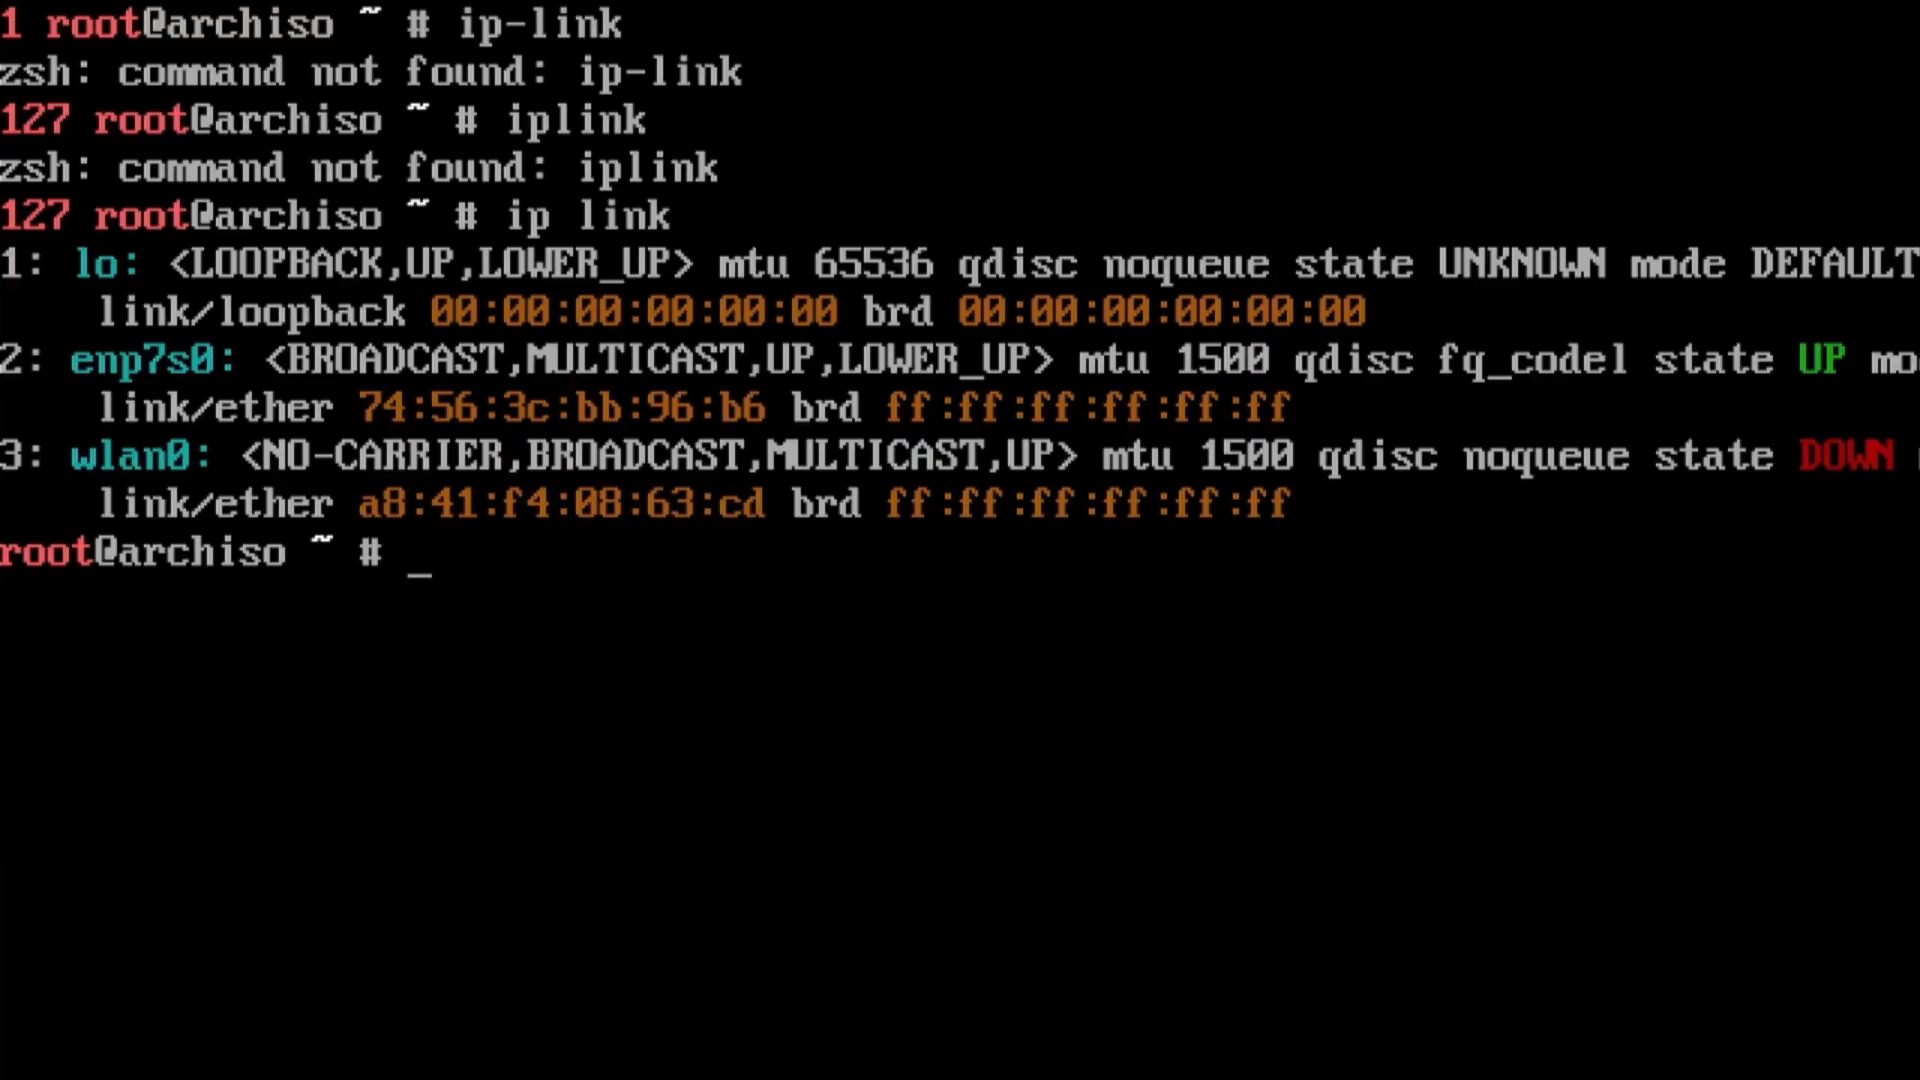 1 root@archiso ~ # ip-link
zsh: command not found: ip-link
127 root@archiso ~ # iplink
zsh: command not found: iplink
127 root@archiso ~ # ip link
1: lo: <LOOPBACK,UP,LOWER_UP> mtu 65536 qdisc noqueue state UNKNOWN mode DEFAULT
link/loopback 00:00:00:00:00:00 brd 00:00:00:00:00:00
2: enp7s0: <BROADCAST,MULTICAST,UP,LOWER_UP> mtu 1500 qdisc fq_codel state UP mo
link/ether 74:56:3c:bb:96:b6 brd ff:ff:ff:ff:ff:ff
3: wlan0: <NO-CARRIER,BROADCAST,MULTICAST,UP> mtu 1500 qdisc noqueue state DOWN
link/ether a8:41:f4:08:63:cd brd ff:ff:ff:ff:ff:ff
root@archiso ~ # _